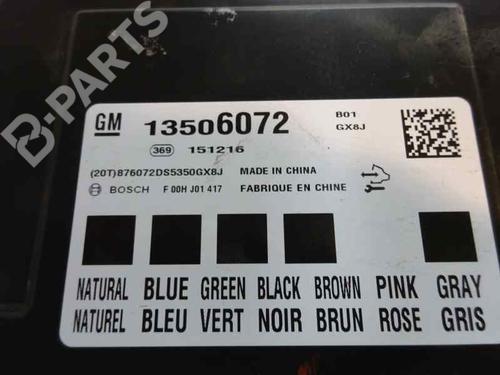 B-PARTS
GM 13506072 B01
GX8J
369 151216
(20T)876072DS5350GX8J MADE IN CHINA
BOSCH F 00H J01 417 FABRIQUE EN CHINE
NATURAL BLUE GREEN BLACK BROWN PINK GRAY
NATUREL BLEU VERT NOIR BRUN ROSE GRIS